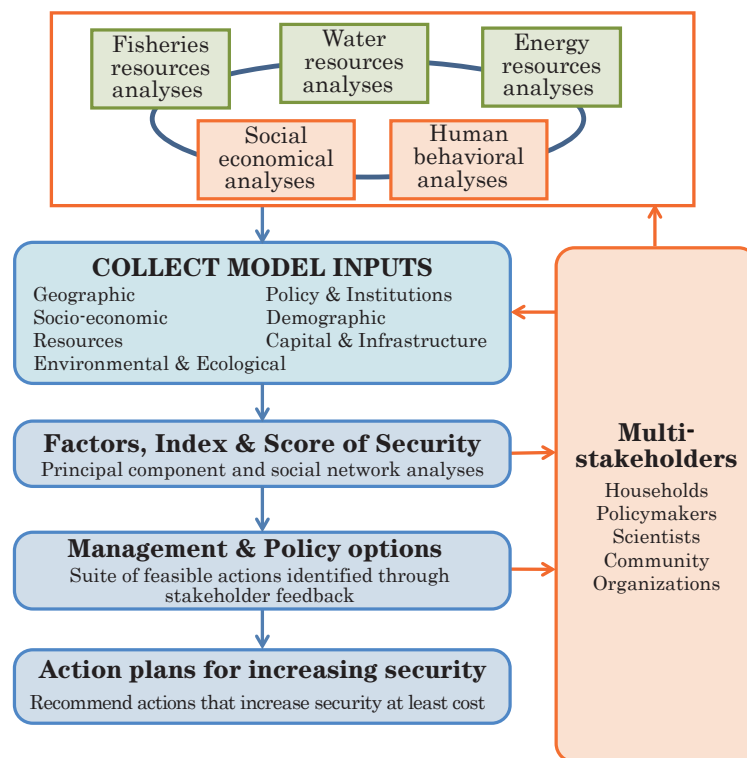 Fisheries
resources
analyses
Water
resources
analyses
Energy
resources
analyses
Social
economical
analyses
Human
behavioral
analyses
COLLECT MODEL INPUTS
Geographic
Policy & Institutions
Socio-economic
Demographic
Resources
Capital & Infrastructure
Environmental & Ecological
Factors, Index & Score of Security
Principal component and social network analyses
Management & Policy options
Suite of feasible actions identified through
stakeholder feedback
Action plans for increasing security
Recommend actions that increase security at least cost
Multi-
stakeholders
Households
Policymakers
Scientists
Community
Organizations